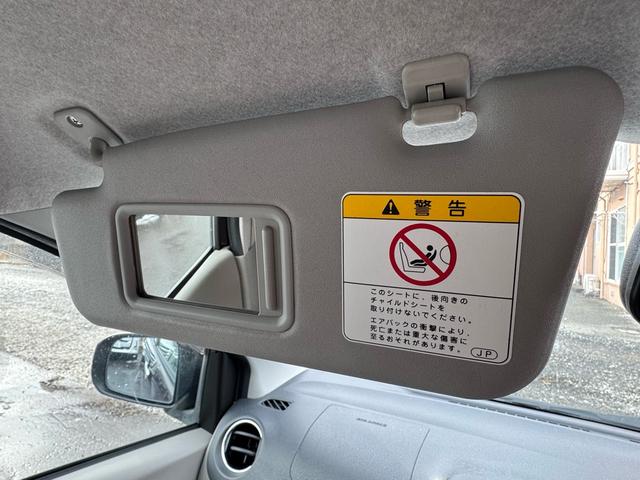 警告
このシートに、後向きの
チャイルドシートを
取り付けないでください。
エアバックの衝撃により、
死亡または重大な傷害に
至るおそれがあります。
JP